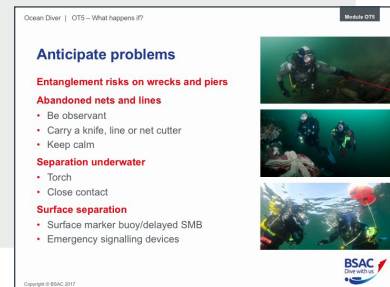 Ocean Diver | OT5 – What happens if?
Module OT5
Anticipate problems
Entanglement risks on wrecks and piers
Abandoned nets and lines
• Be observant
• Carry a knife, line or net cutter
• Keep calm
Separation underwater
• Torch
• Close contact
Surface separation
• Surface marker buoy/delayed SMB
• Emergency signalling devices
BSAC
Dive with us
Copyright © BSAC 2017